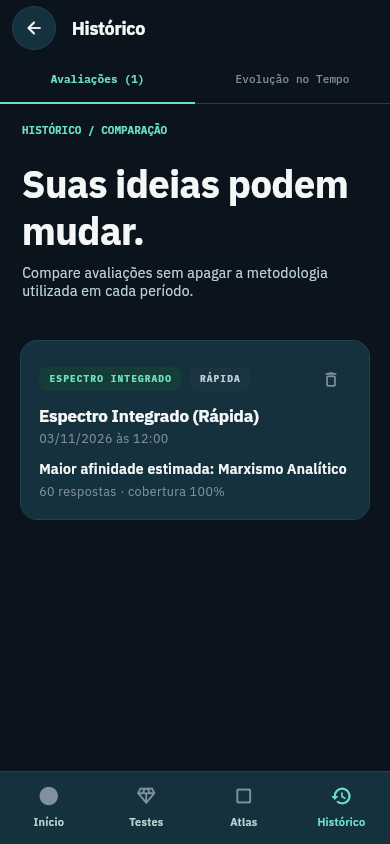 Histórico
Avaliações (1)
Evolução no Tempo
HISTÓRICO / COMPARAÇÃO
Suas ideias podem
mudar.
Compare avaliações sem apagar a metodologia
utilizada em cada período.
ESPECTRO INTEGRADO
RÁPIDA
Espectro Integrado (Rápida)
03/11/2026 às 12:00
Maior afinidade estimada: Marxismo Analítico
60 respostas · cobertura 100%
Início
Testes
Atlas
Histórico